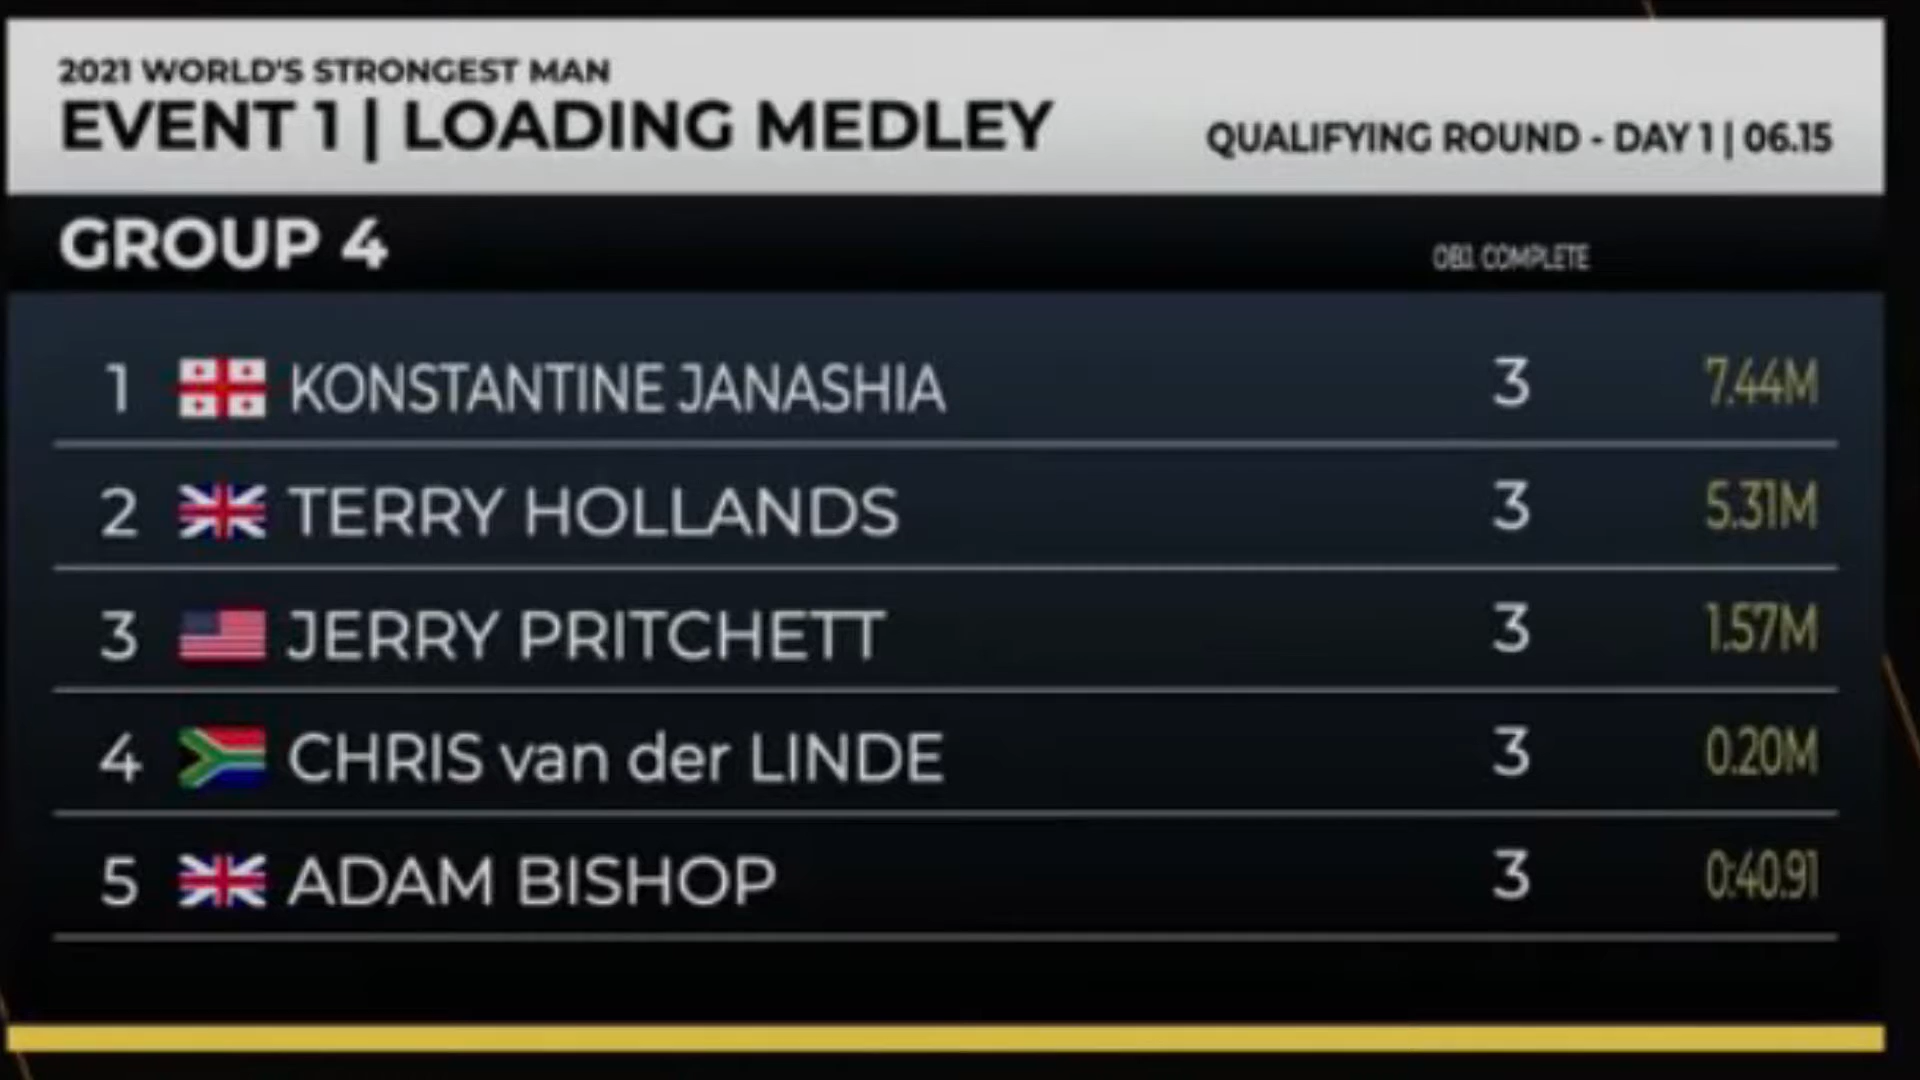 2021 WORLD'S STRONGEST MAN
EVENT 1 | LOADING MEDLEY
QUALIFYING ROUND - DAY 1 | 06.15
GROUP 4
OBJ. COMPLETE
1 KONSTANTINE JANASHIA 3 7.44M
2 TERRY HOLLANDS 3 5.31M
3 JERRY PRITCHETT 3 1.57M
4 CHRIS van der LINDE 3 0.20M
5 ADAM BISHOP 3 0:40.91